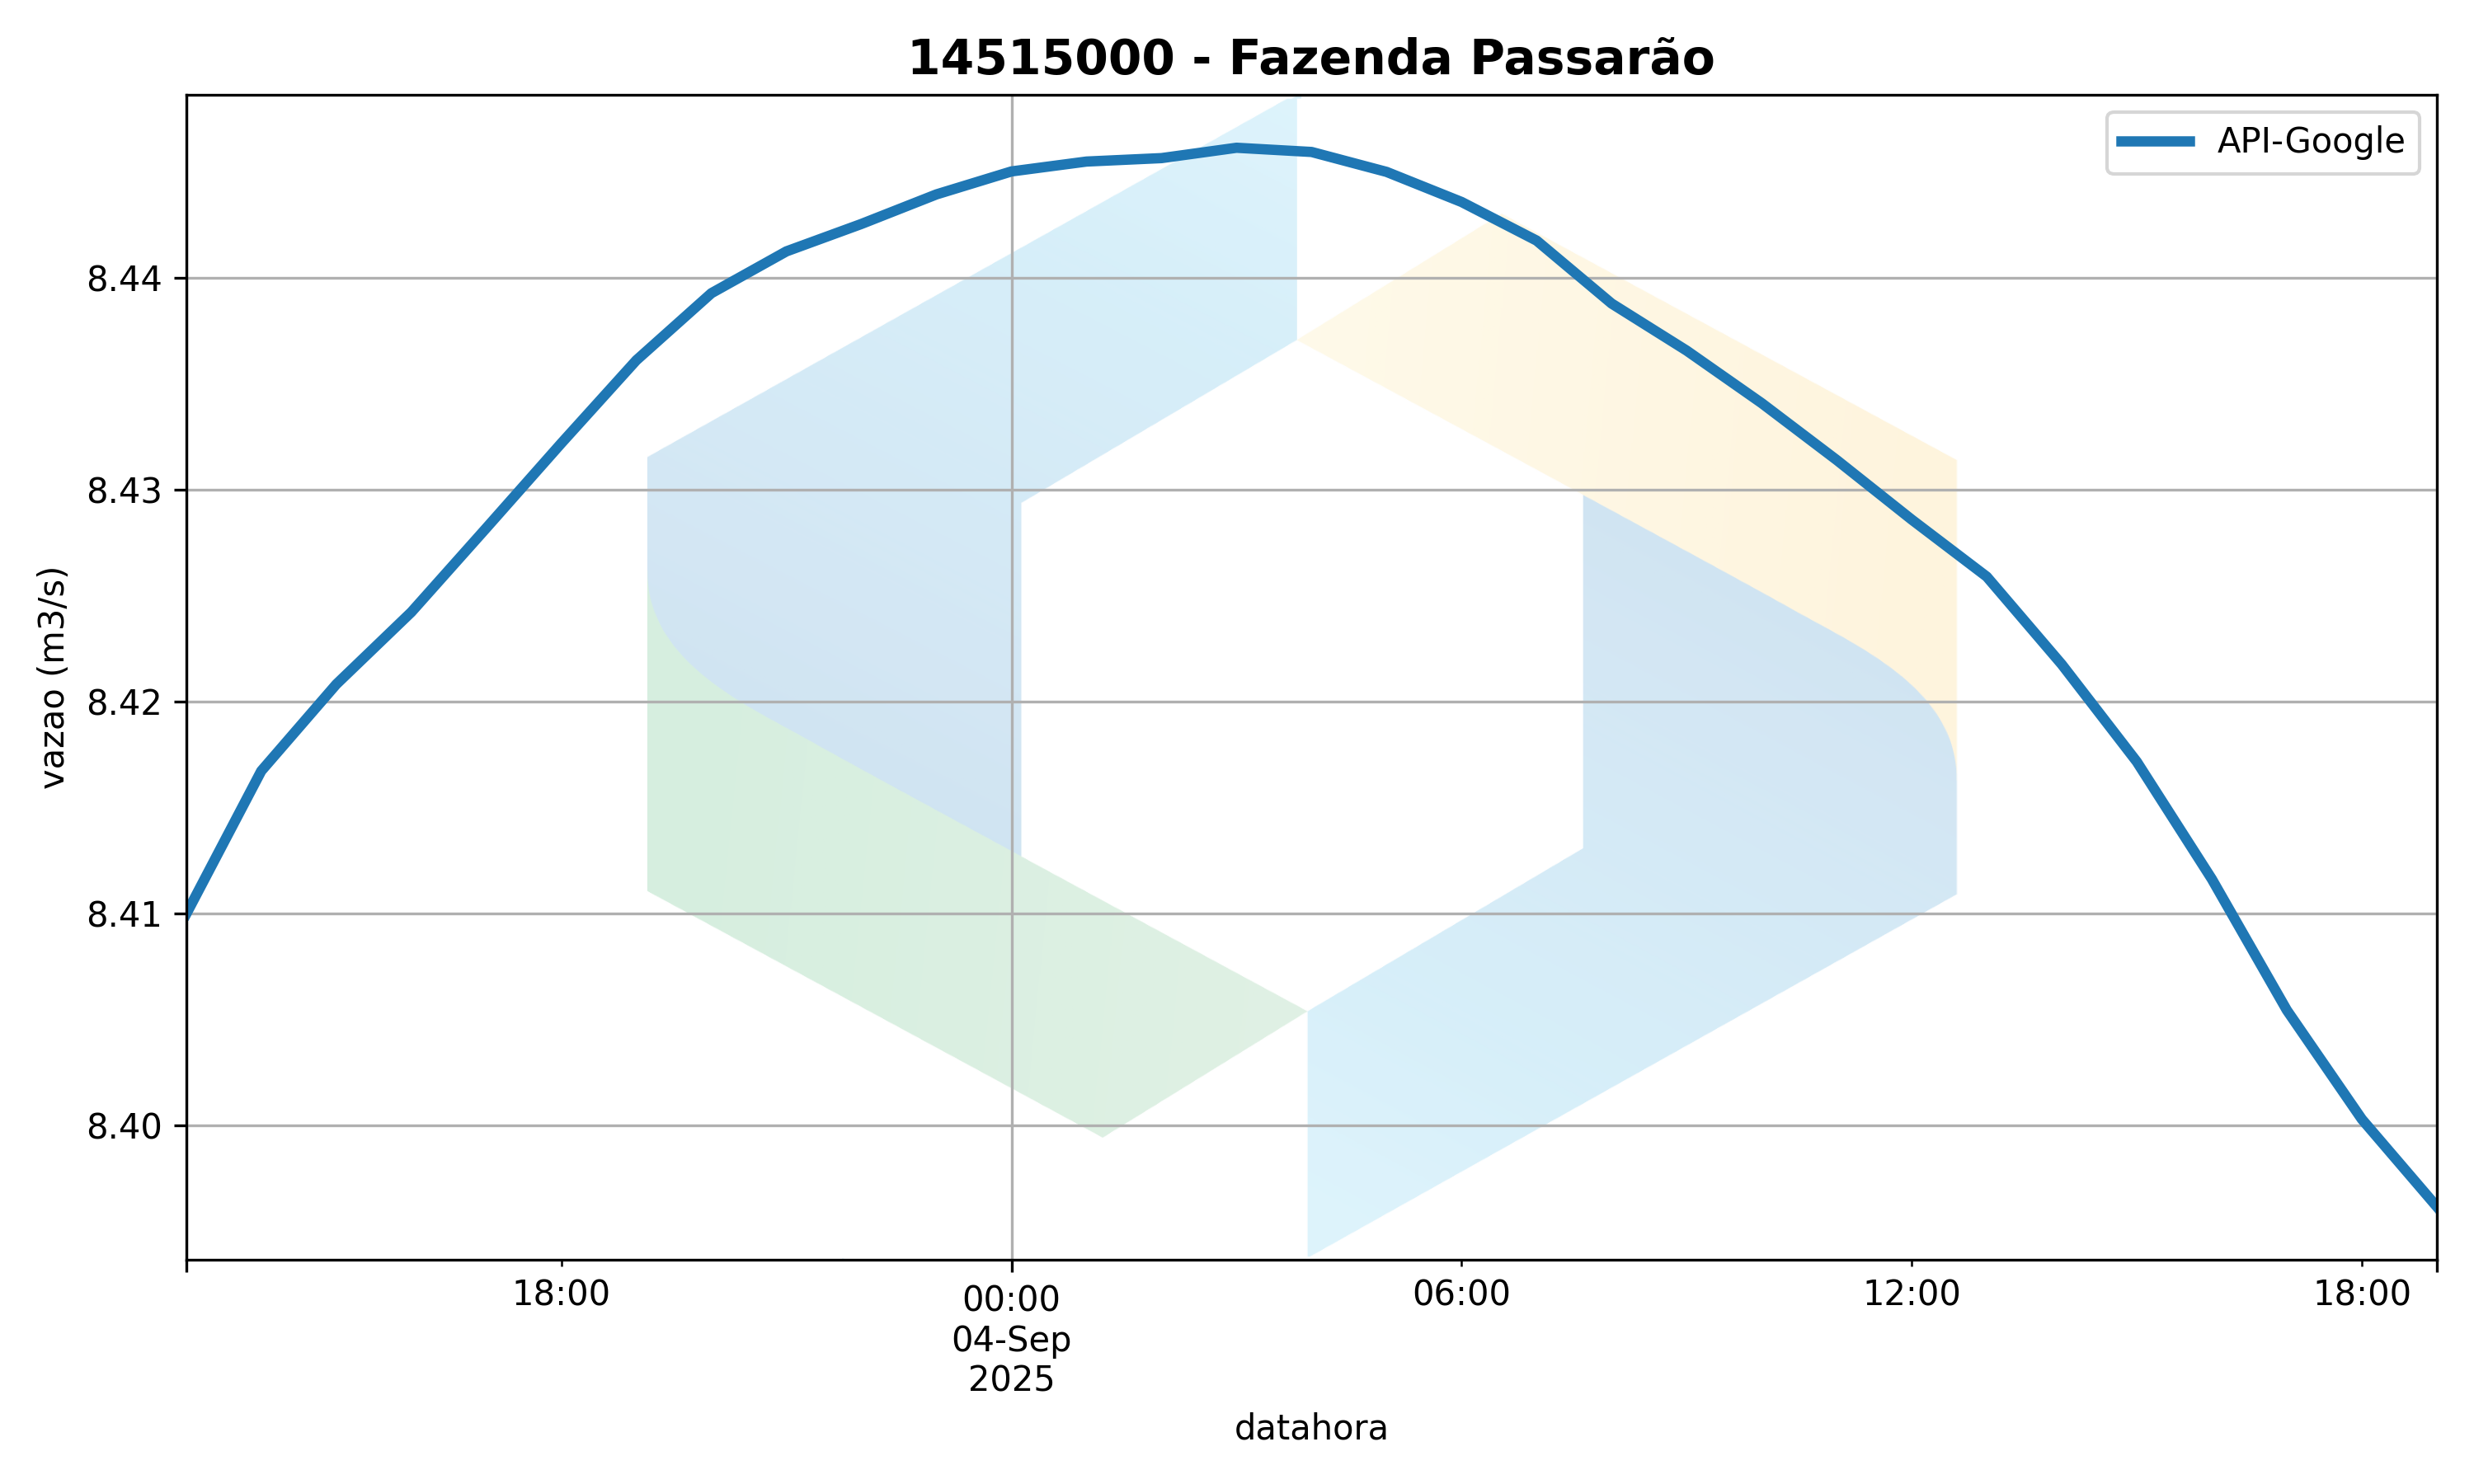 14515000 - Fazenda Passarão
API-Google
vazao (m3/s)
8.44
8.43
8.42
8.41
8.40
18:00
00:00
04-Sep
2025
06:00
12:00
18:00
datahora